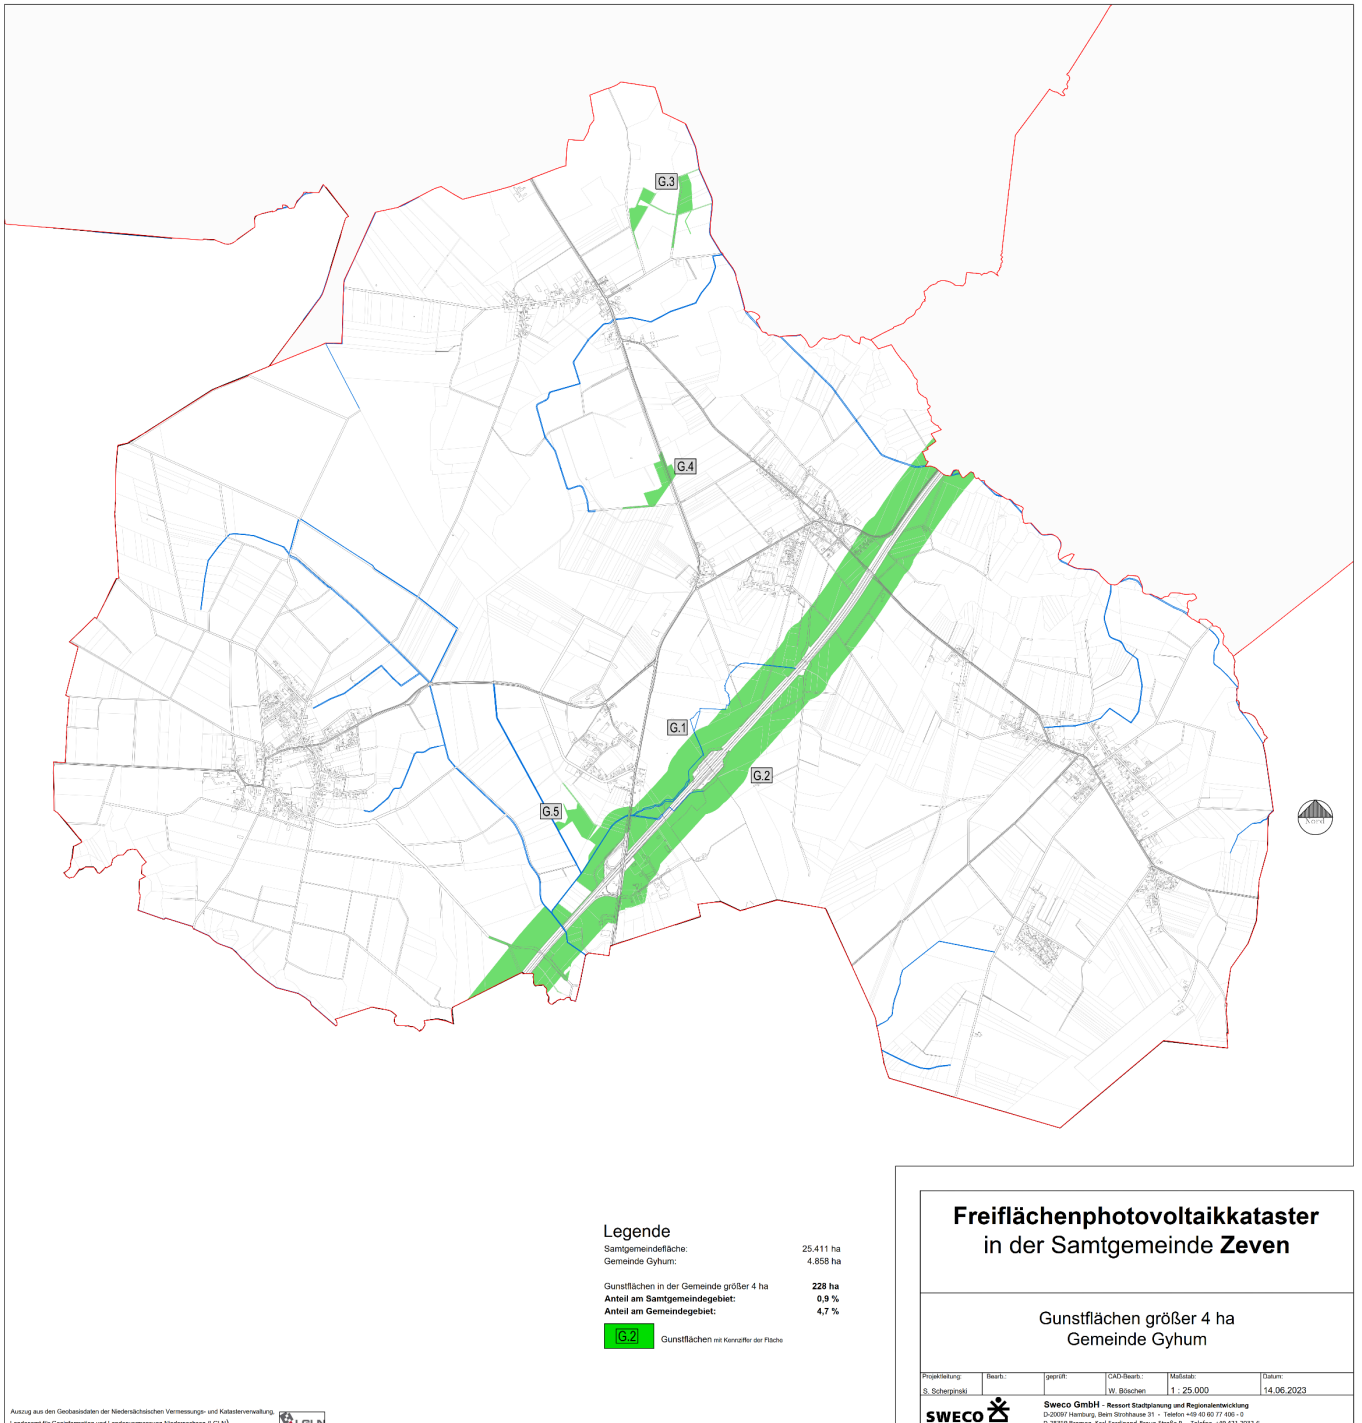 G.3
G.4
G.1
G.2
G.5
Nord
Legende
Samtgemeindefläche: 25.411 ha
Gemeinde Gyhum: 4.858 ha
Gunstflächen in der Gemeinde größer 4 ha 228 ha
Anteil am Samtgemeindegebiet: 0,9 %
Anteil am Gemeindegebiet: 4,7 %
G.2 Gunstflächen mit Kennziffer der Fläche
Freiflächenphotovoltaikkataster
in der Samtgemeinde Zeven
Gunstflächen größer 4 ha
Gemeinde Gyhum
Projektleitung: Bearb.: geprüft: CAD-Bearb.: Maßstab: Datum:
S. Scherpinski W. Böschen 1 : 25.000 14.06.2023
SWECO
Sweco GmbH - Ressort Stadtplanung und Regionalentwicklung
D-20097 Hamburg, Beim Strohhause 31 - Telefon +49 40 60 77 406 - 0
Auszug aus den Geobasisdaten der Niedersächsischen Vermessungs- und Katasterverwaltung,